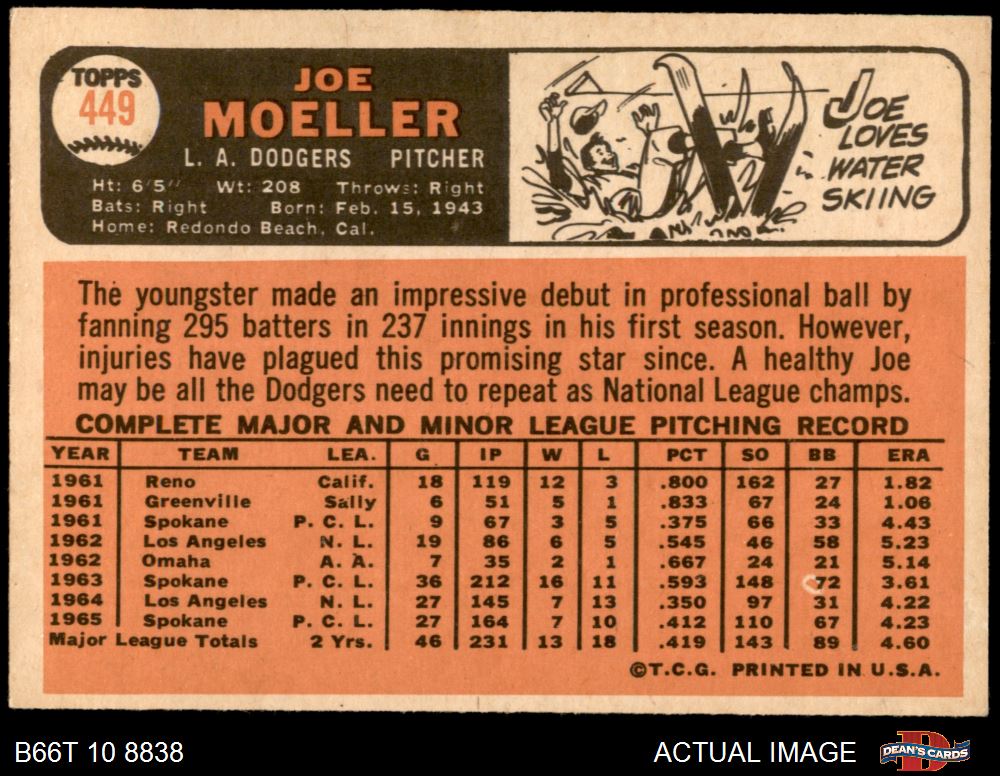 TOPPS
449
JOE
MOELLER
L. A. DODGERS PITCHER
Ht: 6'5" Wt: 208 Throws: Right
Bats: Right Born: Feb. 15, 1943
Home: Redondo Beach, Cal.
JOE
LOVES
WATER
SKIING
The youngster made an impressive debut in professional ball by
fanning 295 batters in 237 innings in his first season. However,
injuries have plagued this promising star since. A healthy Joe
may be all the Dodgers need to repeat as National League champs.
COMPLETE MAJOR AND MINOR LEAGUE PITCHING RECORD
YEAR TEAM LEA. G IP W L PCT SO BB ERA
1961 Reno Calif. 18 119 12 3 .800 162 27 1.82
1961 Greenville Sally 6 51 5 1 .833 67 24 1.06
1961 Spokane P. C. L. 9 67 3 5 .375 66 33 4.43
1962 Los Angeles N. L. 19 86 6 5 .545 46 58 5.23
1962 Omaha A. A. 7 35 2 1 .667 24 21 5.14
1963 Spokane P. C. L. 36 212 16 11 .593 148 72 3.61
1964 Los Angeles N. L. 27 145 7 13 .350 97 31 4.22
1965 Spokane P. C. L. 27 164 7 10 .412 110 67 4.23
Major League Totals 2 Yrs. 46 231 13 18 .419 143 89 4.60
©T.C.G. PRINTED IN U.S.A.
B66T 10 8838
ACTUAL IMAGE
DEAN'S CARDS